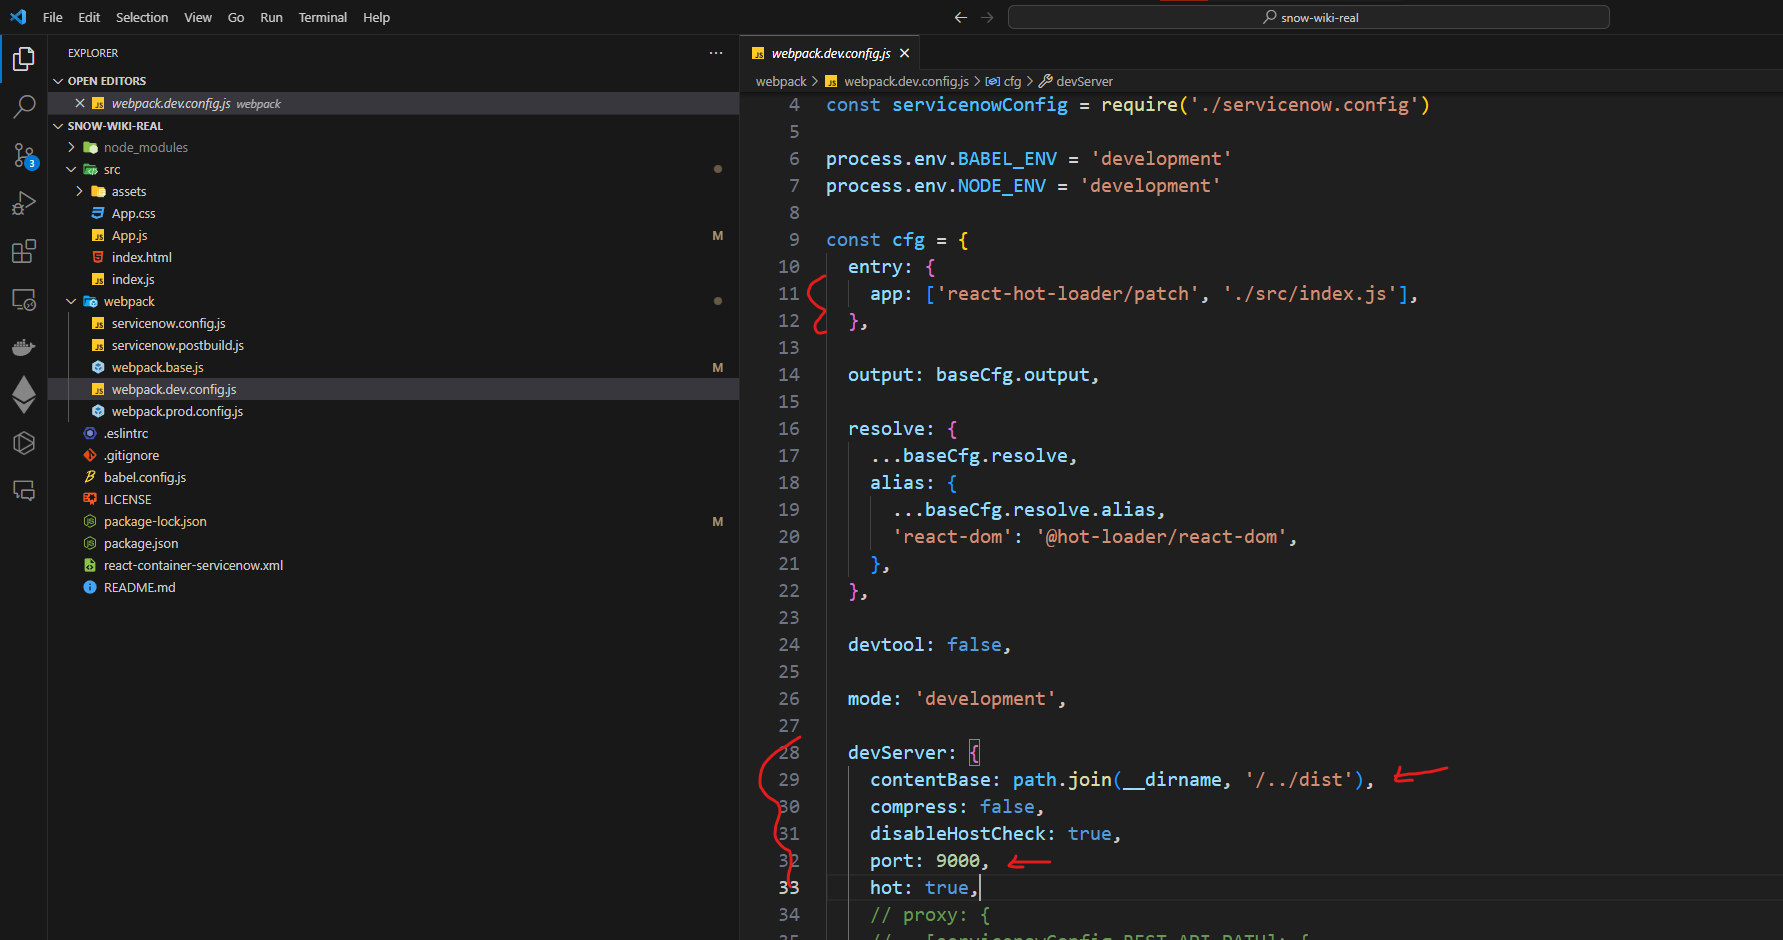 File Edit Selection View Go Run Terminal Help
snow-wiki-real
EXPLORER
OPEN EDITORS
webpack.dev.config.js webpack
SNOW-WIKI-REAL
node_modules
src
assets
App.css
App.js M
index.html
index.js
webpack
servicenow.config.js
servicenow.postbuild.js
webpack.base.js M
webpack.dev.config.js
webpack.prod.config.js
.eslintrc
.gitignore
babel.config.js
LICENSE
package-lock.json M
package.json
react-container-servicenow.xml
README.md
3
webpack.dev.config.js
webpack > webpack.dev.config.js > cfg > devServer
4 const servicenowConfig = require('./servicenow.config')
5
6 process.env.BABEL_ENV = 'development'
7 process.env.NODE_ENV = 'development'
8
9 const cfg = {
10 entry: {
11 app: ['react-hot-loader/patch', './src/index.js'],
12 },
13
14 output: baseCfg.output,
15
16 resolve: {
17 ...baseCfg.resolve,
18 alias: {
19 ...baseCfg.resolve.alias,
20 'react-dom': '@hot-loader/react-dom',
21 },
22 },
23
24 devtool: false,
25
26 mode: 'development',
27
28 devServer: {
29 contentBase: path.join(__dirname, '/../dist'),
30 compress: false,
31 disableHostCheck: true,
32 port: 9000,
33 hot: true,
34 // proxy: {
35 // [servicenowConfig.REST_API_PATH]: {